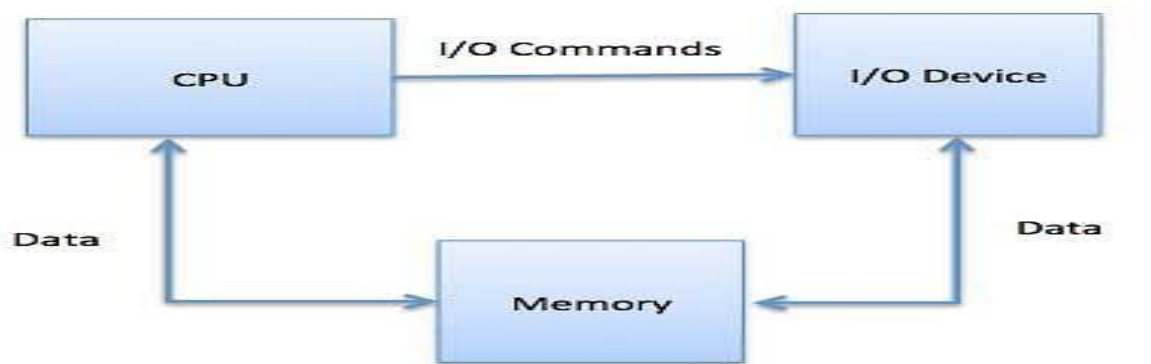 I/O Commands
CPU
I/O Device
Data
Data
Memory